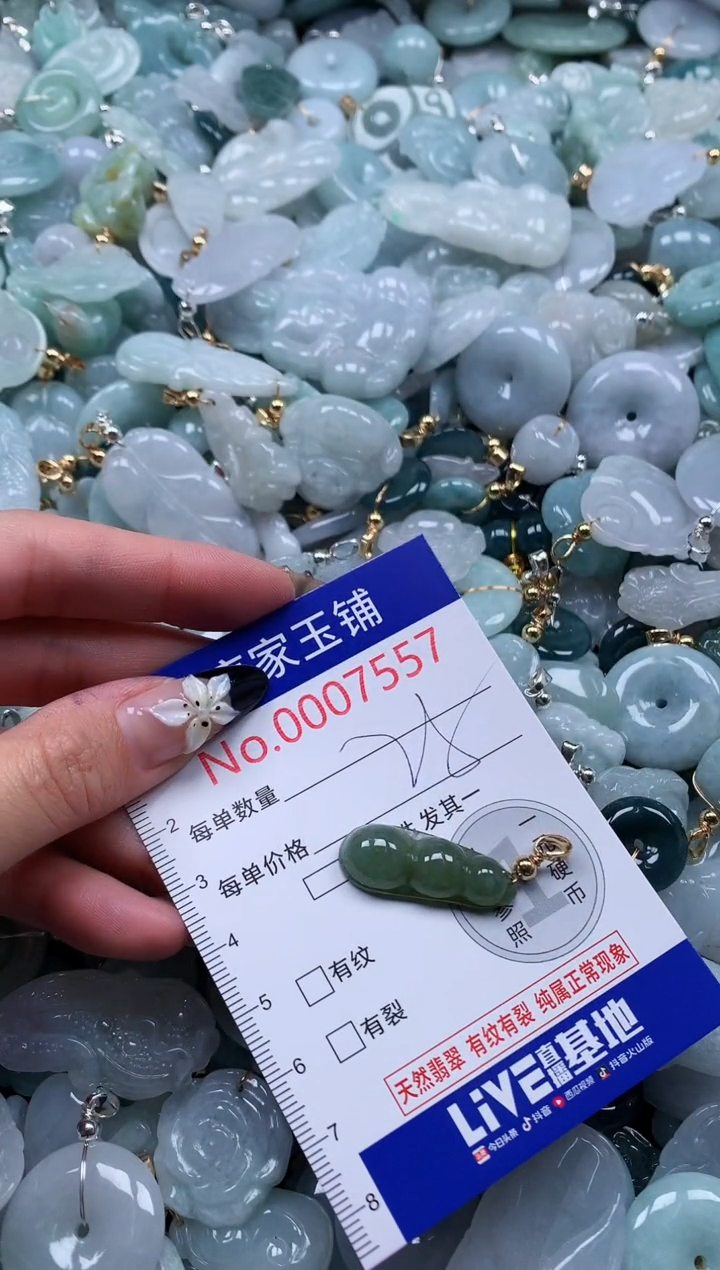 家玉铺
No.0007557
每单数量
2
发其一
每单价格
3
一
硬
币
参
照
4
有纹
5
有裂
6
天然翡翠 有纹有裂 纯属正常现象
LiVE直播基地
今日头条 抖音 西瓜视频 抖音火山版
7
8